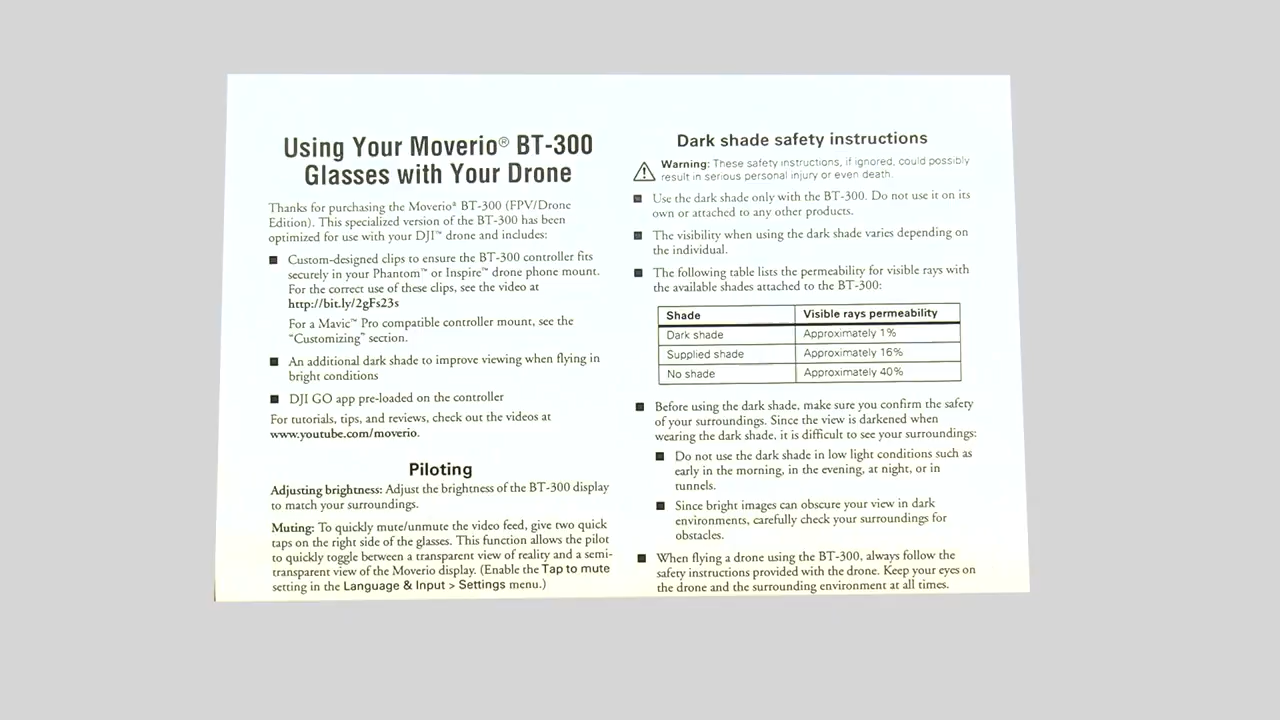 Using Your Moverio® BT-300
Glasses with Your Drone
Thanks for purchasing the Moverio® BT-300 (FPV/Drone
Edition). This specialized version of the BT-300 has been
optimized for use with your DJI™ drone and includes:
■ Custom-designed clips to ensure the BT-300 controller fits
securely in your Phantom™ or Inspire™ drone phone mount.
For the correct use of these clips, see the video at
http://bit.ly/2gFs23s
For a Mavic™ Pro compatible controller mount, see the
“Customizing” section.
■ An additional dark shade to improve viewing when flying in
bright conditions
■ DJI GO app pre-loaded on the controller
For tutorials, tips, and reviews, check out the videos at
www.youtube.com/moverio.
Piloting
Adjusting brightness: Adjust the brightness of the BT-300 display
to match your surroundings.
Muting: To quickly mute/unmute the video feed, give two quick
taps on the right side of the glasses. This function allows the pilot
to quickly toggle between a transparent view of reality and a semi-
transparent view of the Moverio display. (Enable the Tap to mute
setting in the Language & Input > Settings menu.)
Dark shade safety instructions
Warning: These safety instructions, if ignored, could possibly
result in serious personal injury or even death.
■ Use the dark shade only with the BT-300. Do not use it on its
own or attached to any other products.
■ The visibility when using the dark shade varies depending on
the individual.
■ The following table lists the permeability for visible rays with
the available shades attached to the BT-300:
Shade Visible rays permeability
Dark shade Approximately 1%
Supplied shade Approximately 16%
No shade Approximately 40%
■ Before using the dark shade, make sure you confirm the safety
of your surroundings. Since the view is darkened when
wearing the dark shade, it is difficult to see your surroundings:
■ Do not use the dark shade in low light conditions such as
early in the morning, in the evening, at night, or in
tunnels.
■ Since bright images can obscure your view in dark
environments, carefully check your surroundings for
obstacles.
■ When flying a drone using the BT-300, always follow the
safety instructions provided with the drone. Keep your eyes on
the drone and the surrounding environment at all times.